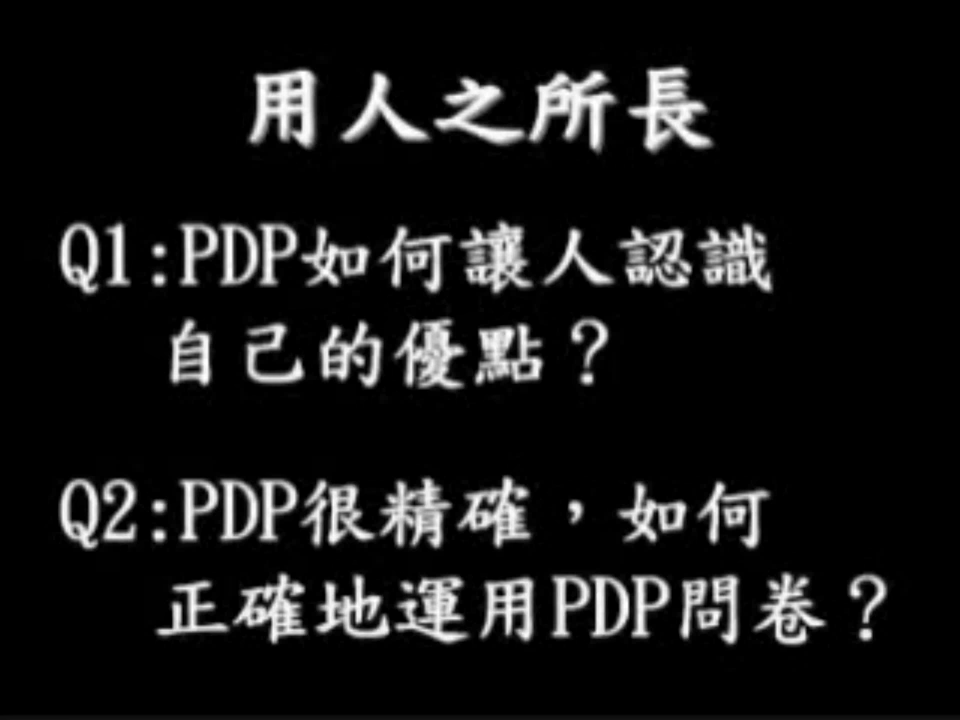 用人之所長
Q1:PDP如何讓人認識
自己的優點？
Q2:PDP很精確，如何
正確地運用PDP問卷？